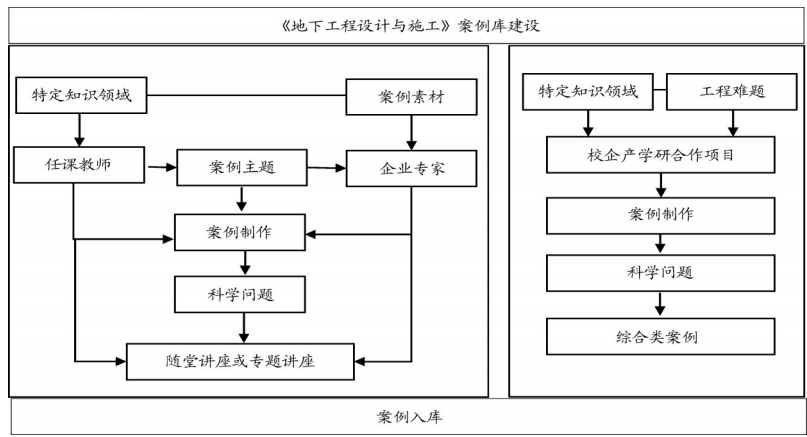 《地下工程设计与施工》案例库建设
特定知识领域
案例素材
任课教师
案例主题
企业专家
案例制作
科学问题
随堂讲座或专题讲座
特定知识领域
工程难题
校企产学研合作项目
案例制作
科学问题
综合类案例
案例入库